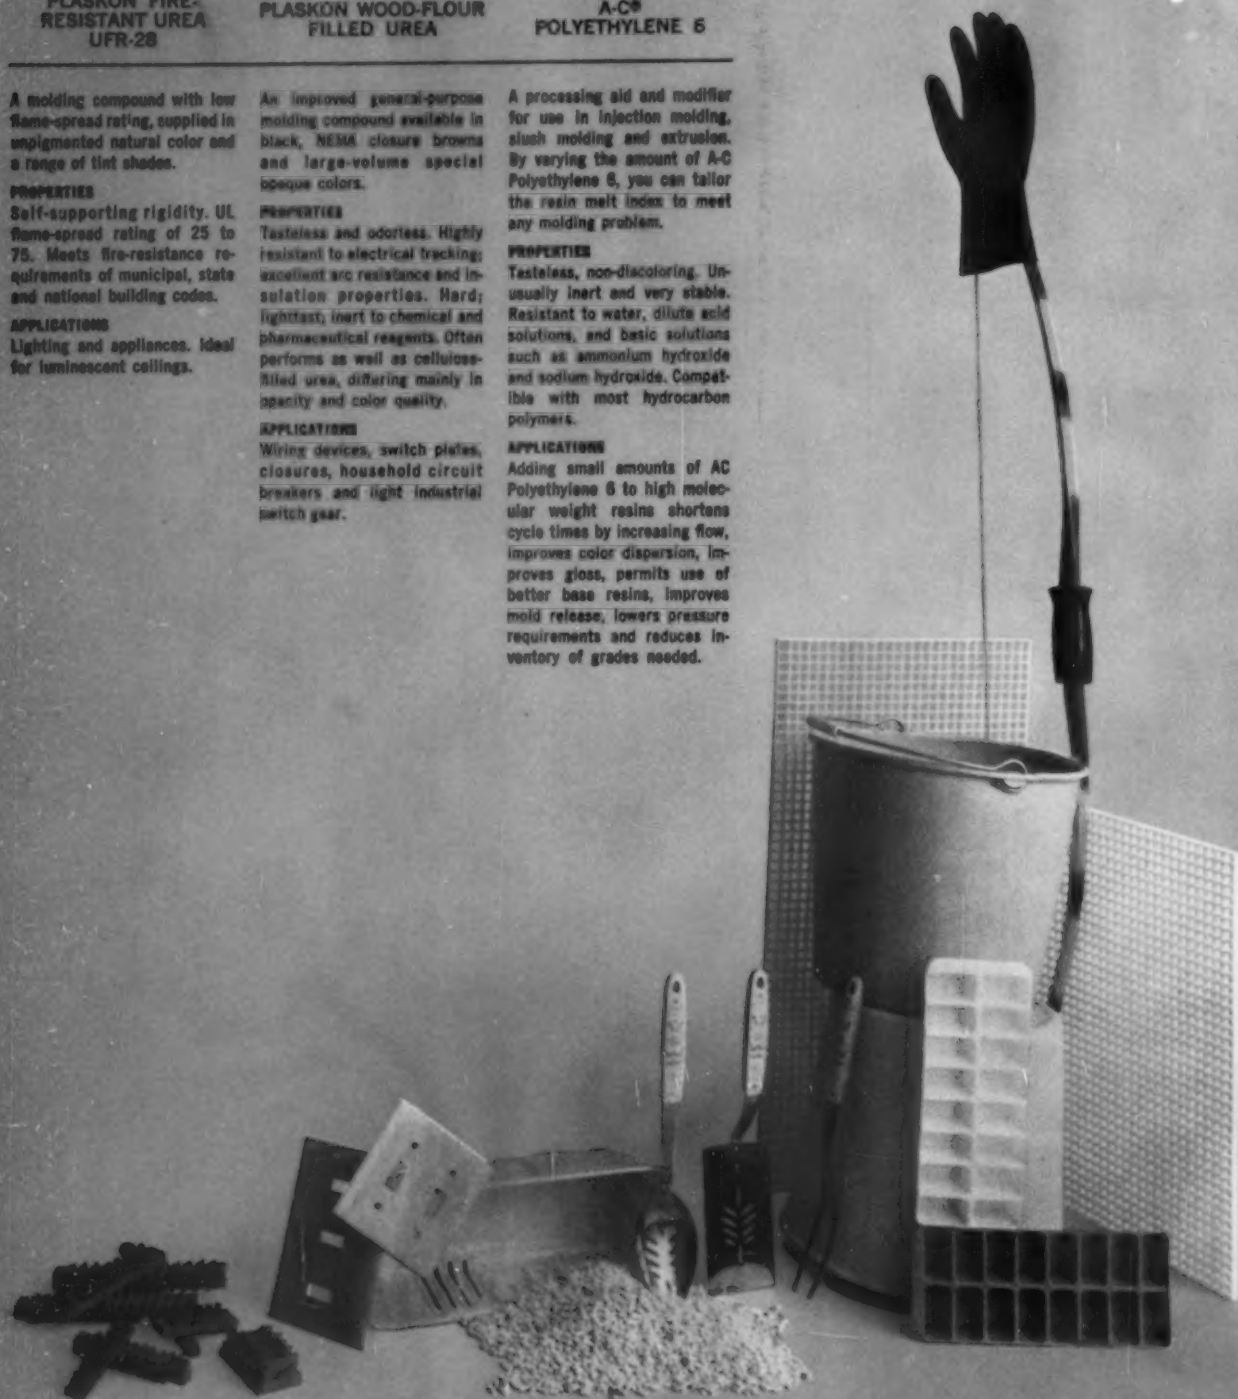 PLASKON FIRE-
RESISTANT UREA
UFR-28
A molding compound with low
flame-spread rating, supplied in
unpigmented natural color and
a range of tint shades.
PROPERTIES
Self-supporting rigidity. UL
flame-spread rating of 25 to
75. Meets fire-resistance re-
quirements of municipal, state
and national building codes.
APPLICATIONS
Lighting and appliances. Ideal
for luminescent ceilings.
PLASKON WOOD-FLOUR
FILLED UREA
An improved general-purpose
molding compound available in
black, NEMA closure browns
and large-volume special
opaque colors.
PROPERTIES
Tasteless and odorless. Highly
resistant to electrical tracking;
excellent arc resistance and in-
sulation properties. Hard;
lightfast; inert to chemical and
pharmaceutical reagents. Often
performs as well as cellulose-
filled urea, differing mainly in
opacity and color quality.
APPLICATIONS
Wiring devices, switch plates,
closures, household circuit
breakers and light industrial
switch gear.
A-C®
POLYETHYLENE 6
A processing aid and modifier
for use in injection molding,
slush molding and extrusion.
By varying the amount of A-C
Polyethylene 6, you can tailor
the resin melt index to meet
any molding problem.
PROPERTIES
Tasteless, non-discoloring. Un-
usually inert and very stable.
Resistant to water, dilute acid
solutions, and basic solutions
such as ammonium hydroxide
and sodium hydroxide. Compat-
ible with most hydrocarbon
polymers.
APPLICATIONS
Adding small amounts of AC
Polyethylene 6 to high molec-
ular weight resins shortens
cycle times by increasing flow,
improves color dispersion, im-
proves gloss, permits use of
better base resins, improves
mold release, lowers pressure
requirements and reduces in-
ventory of grades needed.